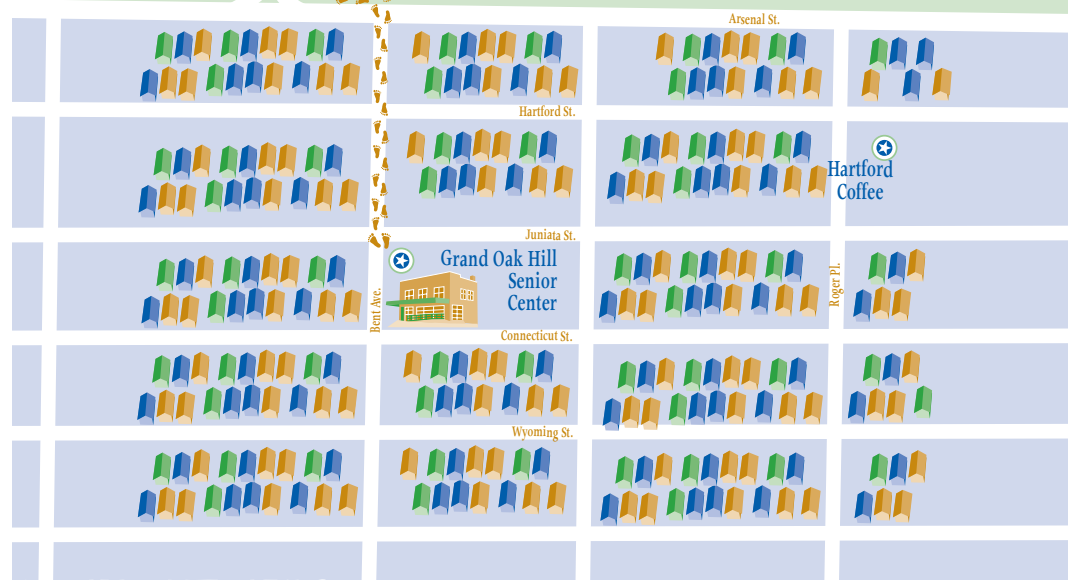 Arsenal St.
Hartford St.
Hartford
Coffee
Juniata St.
Grand Oak Hill
Senior
Center
Bent Ave.
Roger Pl.
Connecticut St.
Wyoming St.